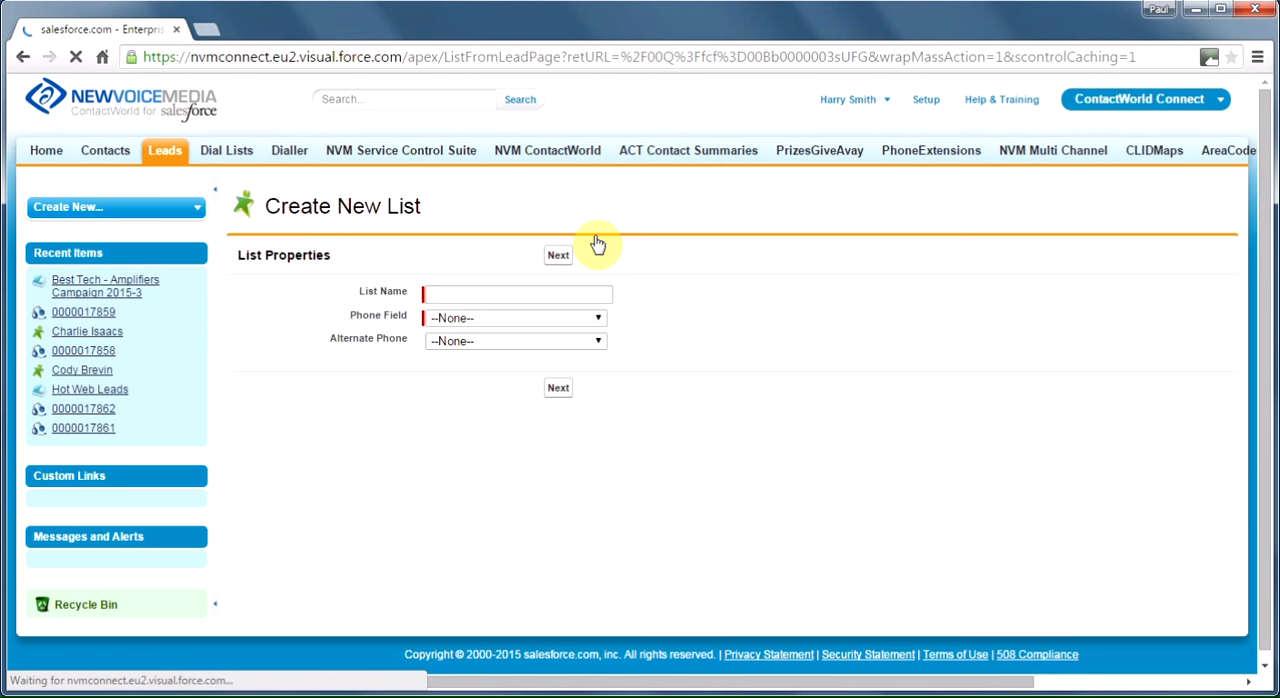 Paul
salesforce.com - Enterpris
https://nvmconnect.eu2.visual.force.com/apex/ListFromLeadPage?retURL=%2F00Q%3Ffcf%3D00Bb0000003sUFG&wrapMassAction=1&scontrolCaching=1
NEWVOICEMEDIA
ContactWorld for salesforce
Search...
Search
Harry Smith
Setup
Help & Training
ContactWorld Connect
Home Contacts Leads Dial Lists Dialler NVM Service Control Suite NVM ContactWorld ACT Contact Summaries PrizesGiveAvay PhoneExtensions NVM Multi Channel CLIDMaps AreaCode
Create New...
Recent Items
Best Tech - Amplifiers
Campaign 2015-3
0000017859
Charlie Isaacs
0000017858
Cody Brevin
Hot Web Leads
0000017862
0000017861
Custom Links
Messages and Alerts
Recycle Bin
Create New List
List Properties
Next
List Name
Phone Field --None--
Alternate Phone --None--
Next
Copyright © 2000-2015 salesforce.com, inc. All rights reserved. | Privacy Statement | Security Statement | Terms of Use | 508 Compliance
Waiting for nvmconnect.eu2.visual.force.com...